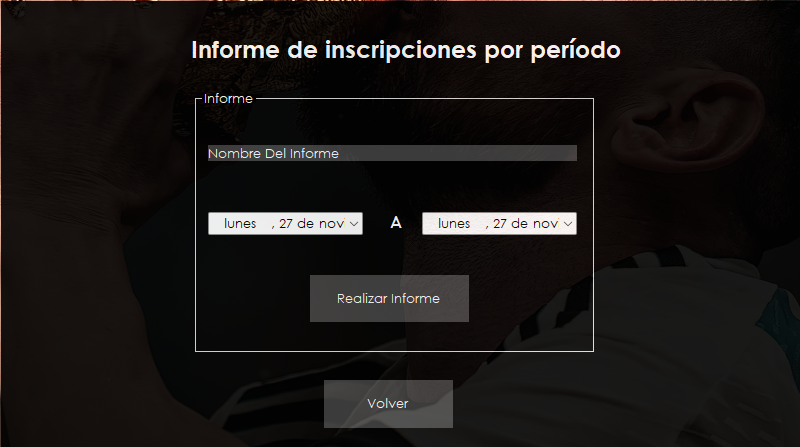 Informe de inscripciones por período
Informe
Nombre Del Informe
lunes , 27 de nov A lunes , 27 de nov
Realizar Informe
Volver